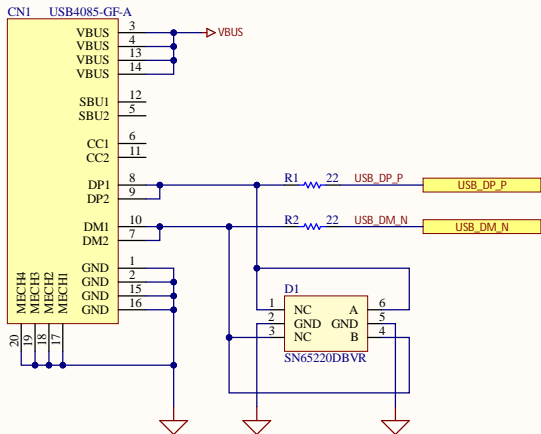 CN1 USB4085-GF-A
VBUS 3 VBUS
VBUS 4
VBUS 13
VBUS 14
SBU1 12
SBU2 5
CC1 6
CC2 11
DP1 8 R1 22 USB_DP_P USB_DP_P
DP2 9
DM1 10 R2 22 USB_DM_N USB_DM_N
DM2 7
GND 1
GND 2
GND 15
GND 16
MECH4 MECH3 MECH2 MECH1
20 19 18 17
D1
1 NC A 6
2 GND GND 5
3 NC B 4
SN65220DBVR